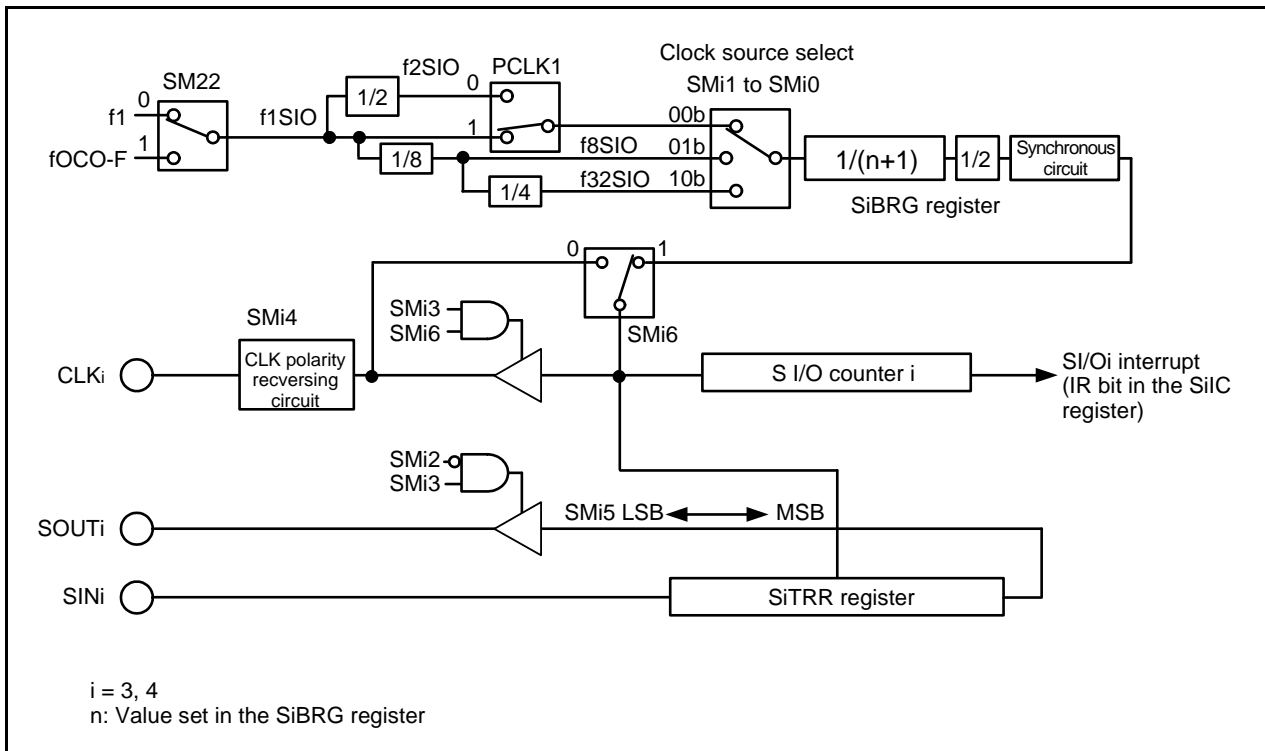 Clock source select
SMi1 to SMi0
SM22
f2SIO
PCLK1
0
1/2
0
f1
f1SIO
1
00b
1
fOCO-F
1/8
f8SIO
01b
1/4
f32SIO
10b
1/(n+1)
1/2
Synchronous
circuit
SiBRG register
0
1
SMi6
SMi3
SMi6
SMi4
CLKi
CLK polarity
recversing
circuit
S I/O counter i
SI/Oi interrupt
(IR bit in the SiIC
register)
SMi2
SMi3
SMi5 LSB
MSB
SOUTi
SINi
SiTRR register
i = 3, 4
n: Value set in the SiBRG register